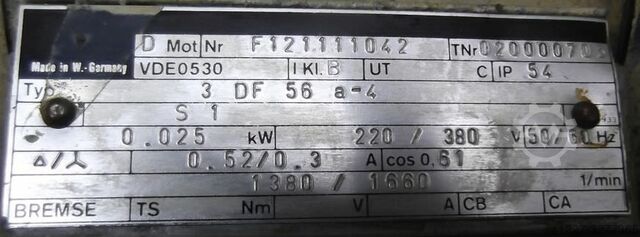 D Mot Nr F121111042 TNr 020000703
Made in W.-Germany VDE0530 I Kl. B UT C IP 54
Typ 3 DF 56 a-4
S 1
0.025 kW 220 / 380 V 50/60 Hz
△/⅄ 0.52/0.3 A cos 0,61
1380 / 1660 1/min
BREMSE TS Nm V A CB CA